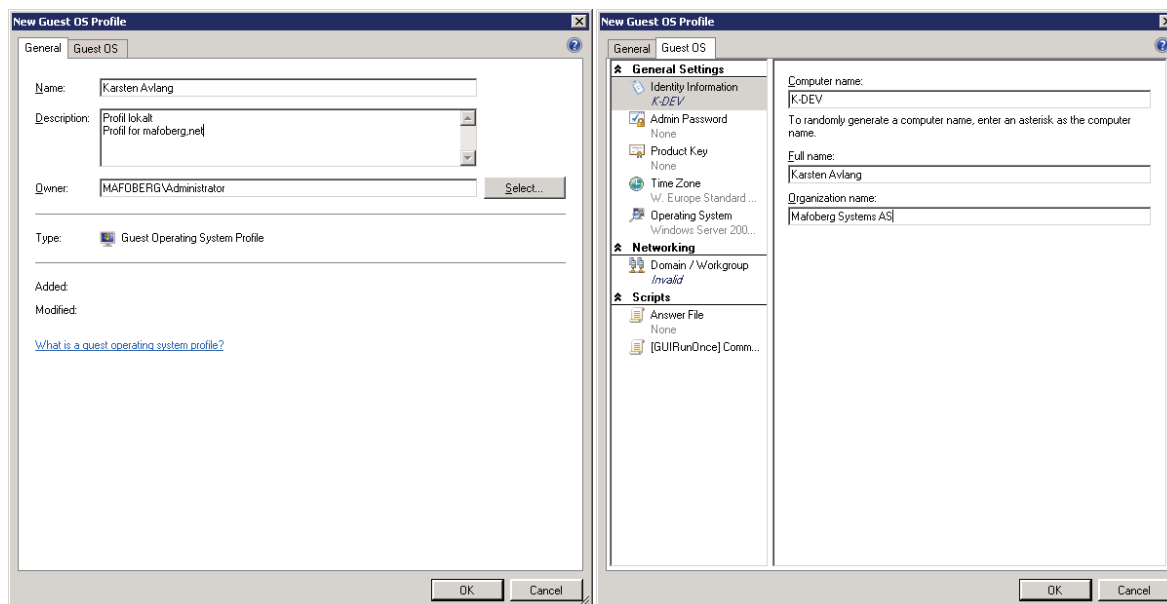 New Guest OS Profile
General
Guest OS
Name:
Karsten Avlang
Description:
Profil lokalt
Profil for mafoberg,net
Owner:
MAFOBERG\Administrator
Select...
Type:
Guest Operating System Profile
Added:
Modified:
What is a guest operating system profile?
OK
Cancel
New Guest OS Profile
General
Guest OS
General Settings
Identity Information
K-DEV
Admin Password
None
Product Key
None
Time Zone
W. Europe Standard ...
Operating System
Windows Server 200...
Networking
Domain / Workgroup
Invalid
Scripts
Answer File
None
[GUIRunOnce] Comm...
Computer name:
K-DEV
To randomly generate a computer name, enter an asterisk as the computer
name.
Full name:
Karsten Avlang
Organization name:
Mafoberg Systems AS
OK
Cancel